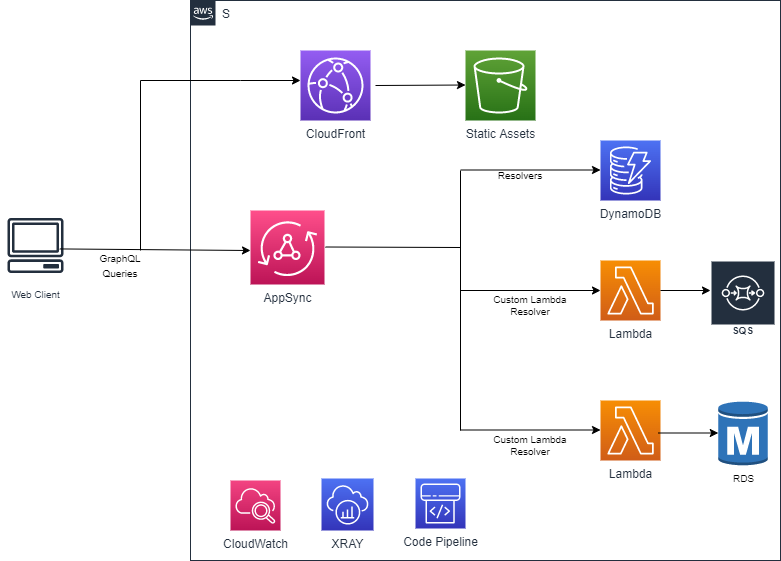 aws
S
CloudFront
Static Assets
Resolvers
DynamoDB
GraphQL
Queries
Web Client
AppSync
Custom Lambda
Resolver
Lambda
SQS
Custom Lambda
Resolver
Lambda
M
RDS
CloudWatch
XRAY
</>
Code Pipeline